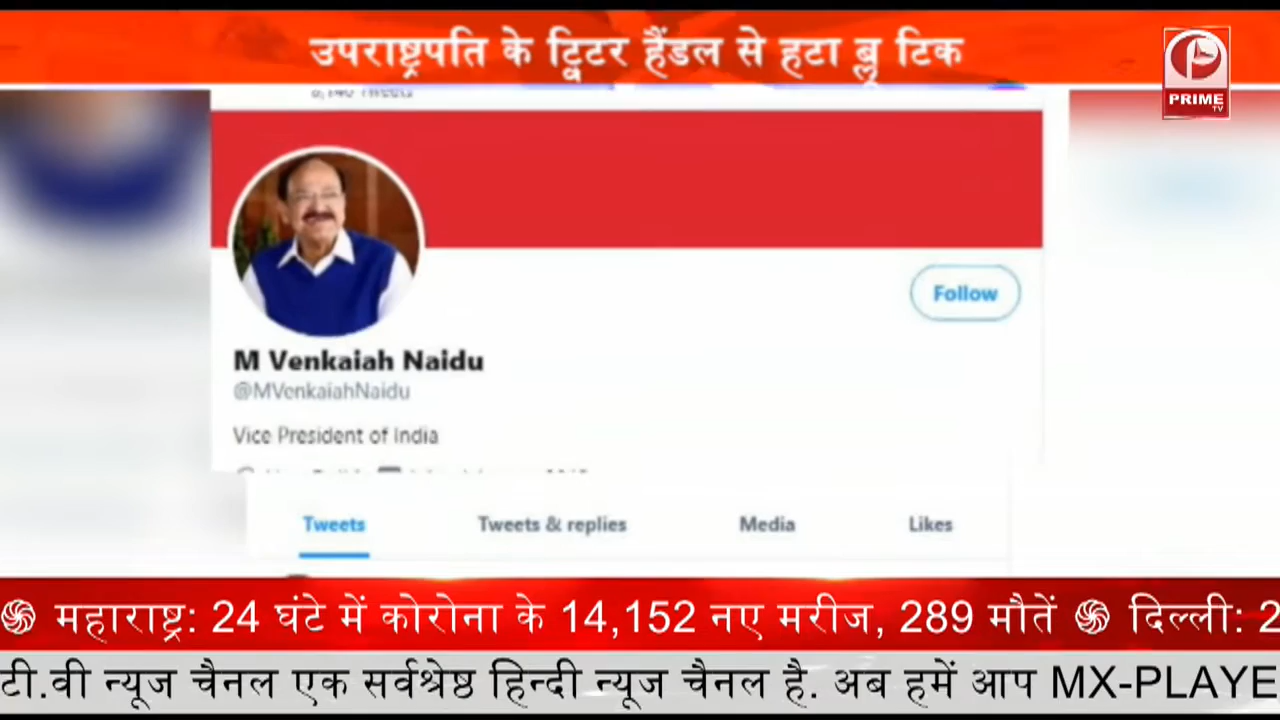 उपराष्ट्रपति के ट्विटर हैंडल से हटा ब्लू टिक
PRIME
TV
Follow
M Venkaiah Naidu
@MVenkaiahNaidu
Vice President of India
Tweets Tweets & replies Media Likes
महाराष्ट्र: 24 घंटे में कोरोना के 14,152 नए मरीज, 289 मौतें दिल्ली: 2
टी.वी न्यूज चैनल एक सर्वश्रेष्ठ हिन्दी न्यूज चैनल है. अब हमें आप MX-PLAYE